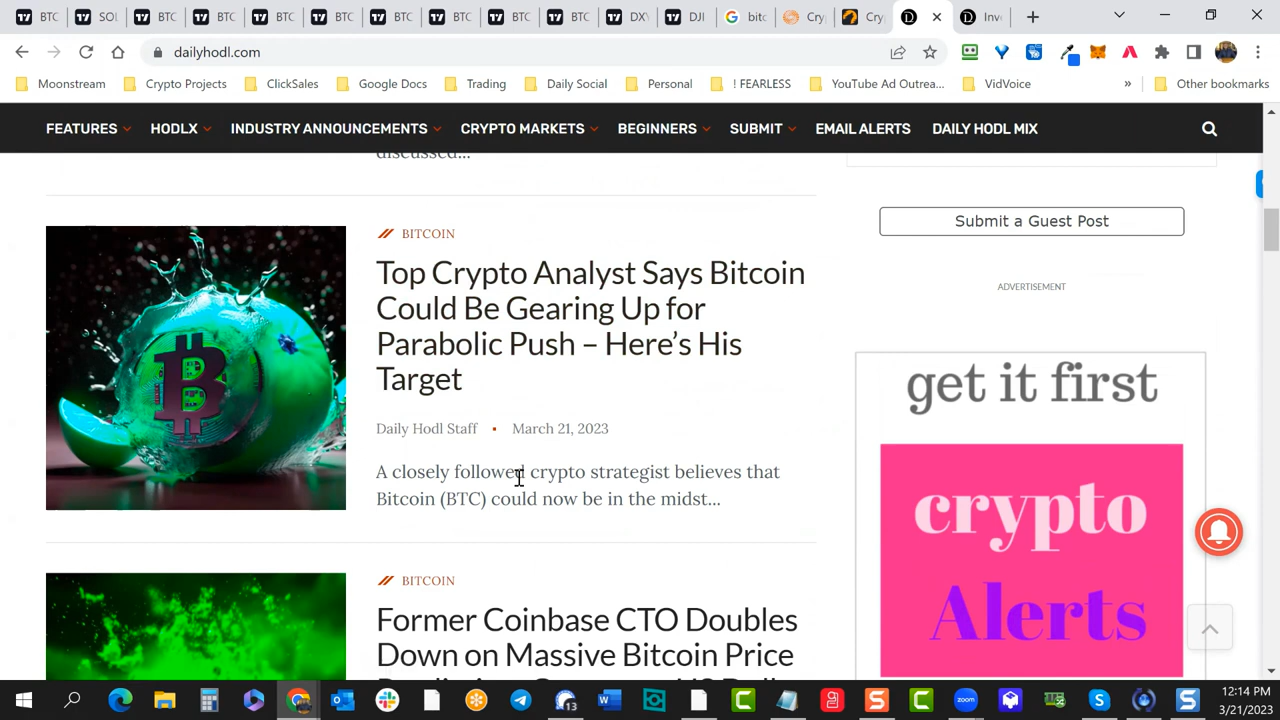 BTC
SOL
BTC
BTC
BTC
BTC
BTC
BTC
BTC
BTC
DXY
DJI
bitc
Cry
Cry
Inve
dailyhodl.com
Moonstream
Crypto Projects
ClickSales
Google Docs
Trading
Daily Social
Personal
! FEARLESS
YouTube Ad Outrea...
VidVoice
»
Other bookmarks
FEATURES
HODLX
INDUSTRY ANNOUNCEMENTS
CRYPTO MARKETS
BEGINNERS
SUBMIT
EMAIL ALERTS
DAILY HODL MIX
discussed...
BITCOIN
Top Crypto Analyst Says Bitcoin
Could Be Gearing Up for
Parabolic Push – Here's His
Target
Daily Hodl Staff ▪ March 21, 2023
A closely followed crypto strategist believes that
Bitcoin (BTC) could now be in the midst...
BITCOIN
Former Coinbase CTO Doubles
Down on Massive Bitcoin Price
Submit a Guest Post
ADVERTISEMENT
get it first
crypto
Alerts
13
12:14 PM
3/21/2023